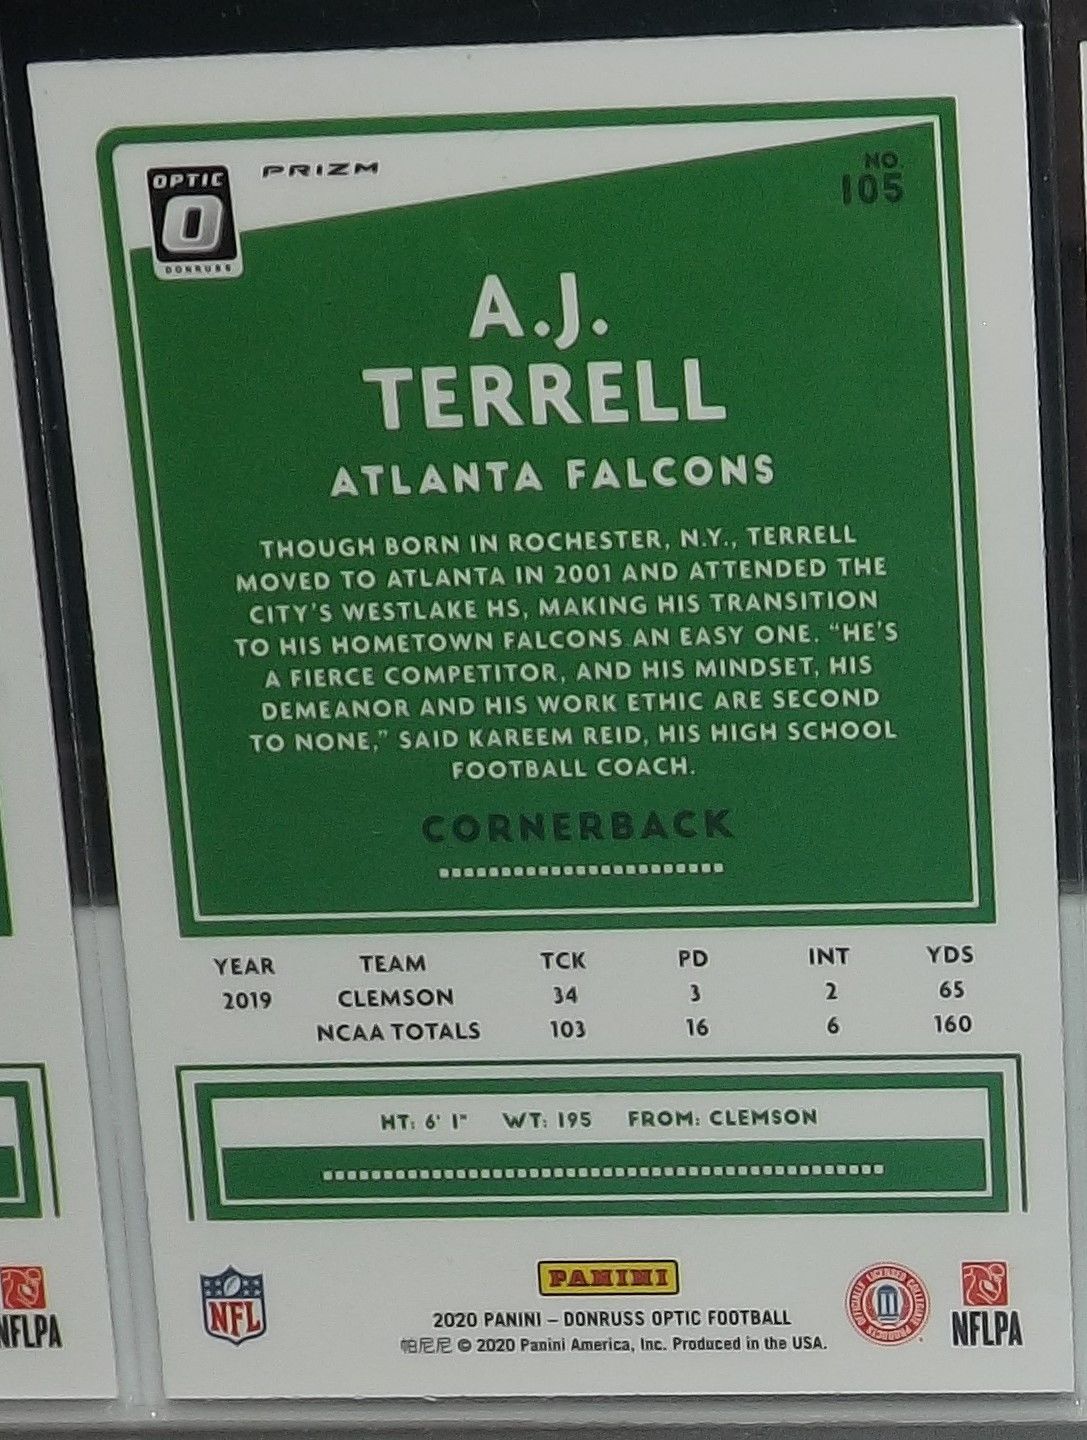 OPTIC
DONRUSS
PRIZM
NO.
105
A.J.
TERRELL
ATLANTA FALCONS
THOUGH BORN IN ROCHESTER, N.Y., TERRELL
MOVED TO ATLANTA IN 2001 AND ATTENDED THE
CITY'S WESTLAKE HS, MAKING HIS TRANSITION
TO HIS HOMETOWN FALCONS AN EASY ONE. "HE'S
A FIERCE COMPETITOR, AND HIS MINDSET, HIS
DEMEANOR AND HIS WORK ETHIC ARE SECOND
TO NONE," SAID KAREEM REID, HIS HIGH SCHOOL
FOOTBALL COACH.
CORNERBACK
YEAR TEAM TCK PD INT YDS
2019 CLEMSON 34 3 2 65
NCAA TOTALS 103 16 6 160
HT: 6' 1" WT: 195 FROM: CLEMSON
NFL
PANINI
2020 PANINI – DONRUSS OPTIC FOOTBALL
帕尼尼 © 2020 Panini America, Inc. Produced in the USA.
OFFICIALLY LICENSED COLLEGIATE PRODUCTS
NFLPA
NFLPA